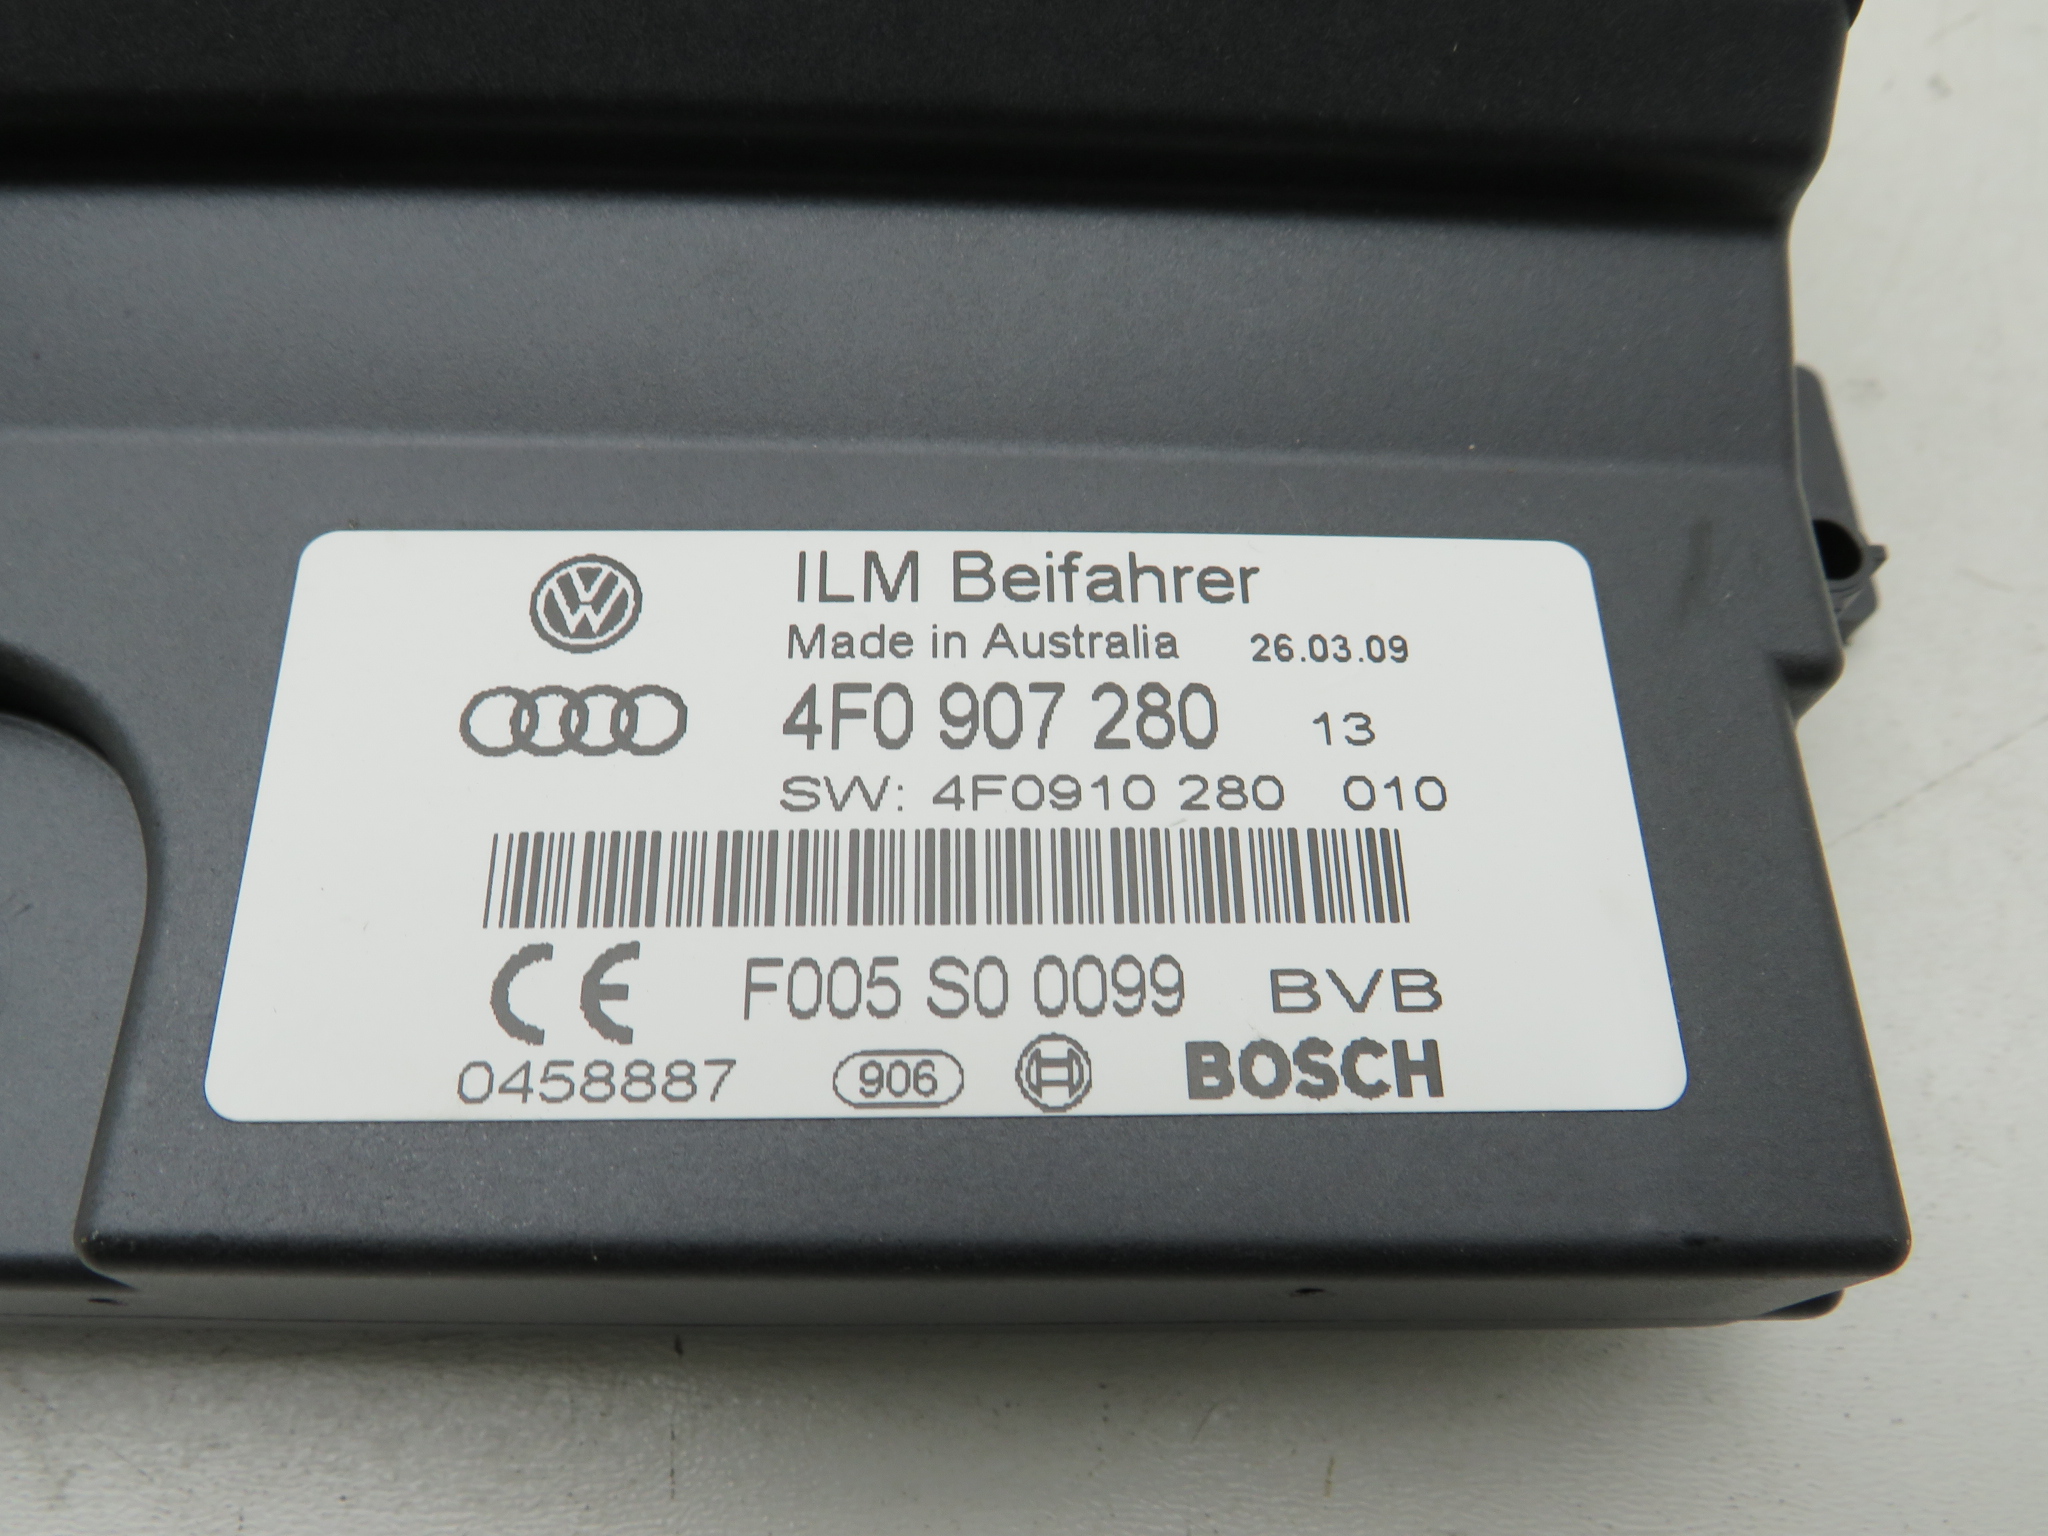 ILM Beifahrer
Made in Australia 26.03.09
4F0 907 280 13
SW: 4F0910 280 010
CE F005 S0 0099 BVB
0458887 906 BOSCH